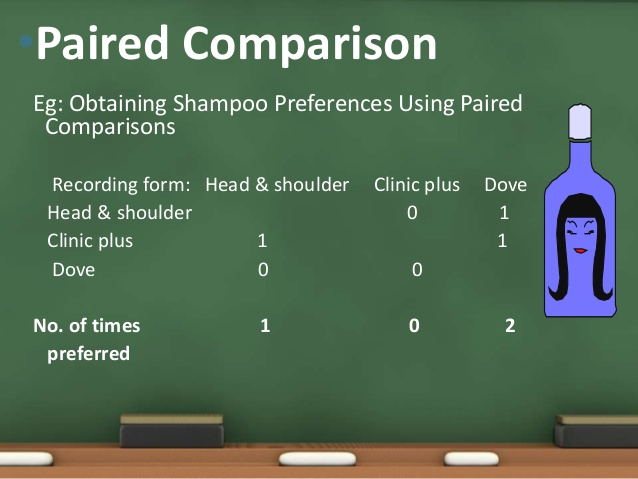 •Paired Comparison
Eg: Obtaining Shampoo Preferences Using Paired
Comparisons
Recording form: Head & shoulder Clinic plus Dove
Head & shoulder 0 1
Clinic plus 1 1
Dove 0 0
No. of times 1 0 2
preferred